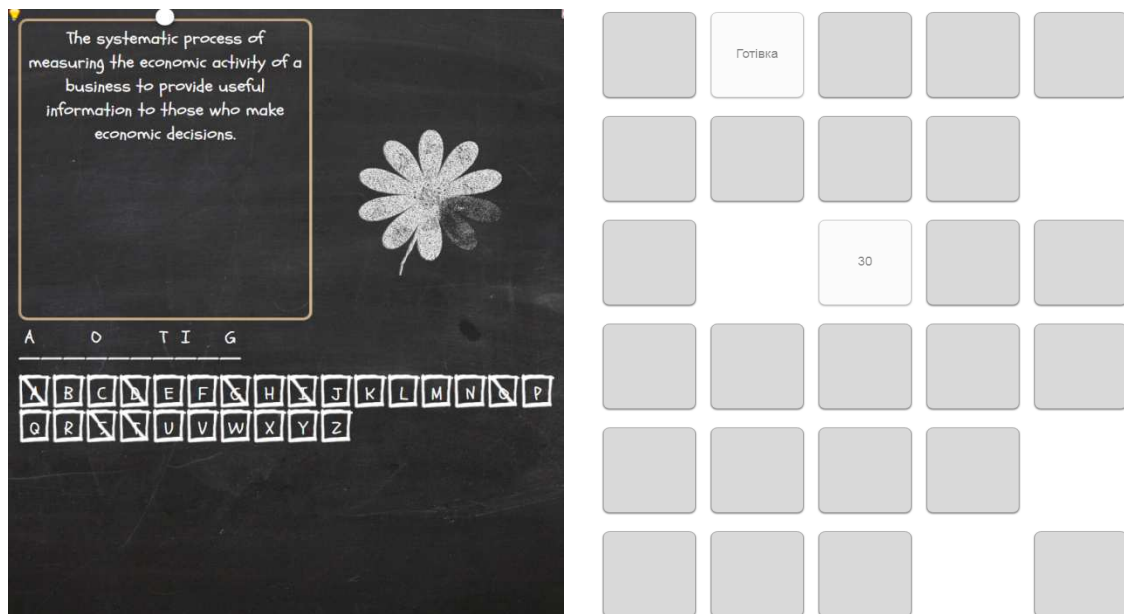 The systematic process of
measuring the economic activity of a
business to provide useful
information to those who make
economic decisions.
A O T I G
A B C D E F G H I J K L M N O P
Q R S T U V W X Y Z
Готівка
30